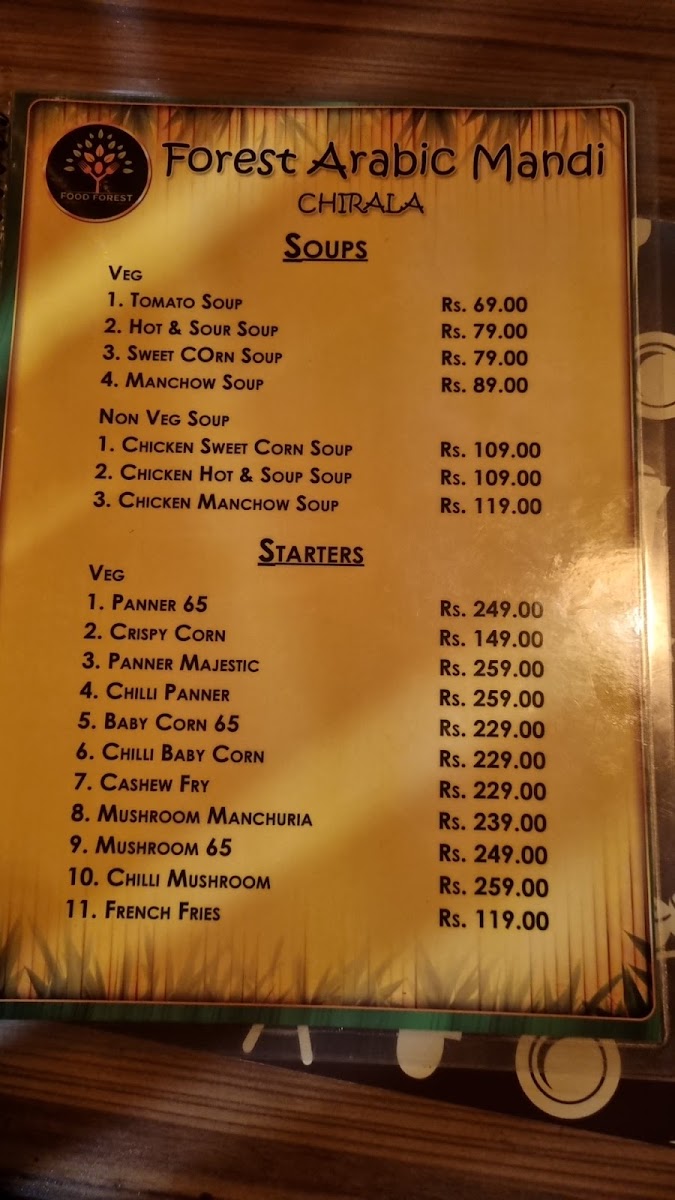 FOOD FOREST
Forest Arabic Mandi
CHIRALA
SOUPS
VEG
1. TOMATO SOUP Rs. 69.00
2. HOT & SOUR SOUP Rs. 79.00
3. SWEET CORN SOUP Rs. 79.00
4. MANCHOW SOUP Rs. 89.00
NON VEG SOUP
1. CHICKEN SWEET CORN SOUP Rs. 109.00
2. CHICKEN HOT & SOUP SOUP Rs. 109.00
3. CHICKEN MANCHOW SOUP Rs. 119.00
STARTERS
VEG
1. PANNER 65 Rs. 249.00
2. CRISPY CORN Rs. 149.00
3. PANNER MAJESTIC Rs. 259.00
4. CHILLI PANNER Rs. 259.00
5. BABY CORN 65 Rs. 229.00
6. CHILLI BABY CORN Rs. 229.00
7. CASHEW FRY Rs. 229.00
8. MUSHROOM MANCHURIA Rs. 239.00
9. MUSHROOM 65 Rs. 249.00
10. CHILLI MUSHROOM Rs. 259.00
11. FRENCH FRIES Rs. 119.00